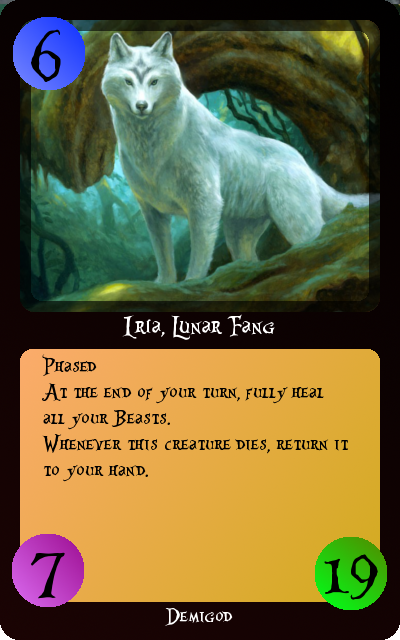 6
Iria, Lunar Fang
Phased
At the end of your turn, fully heal
all your Beasts.
Whenever this creature dies, return it
to your hand.
7
19
Demigod